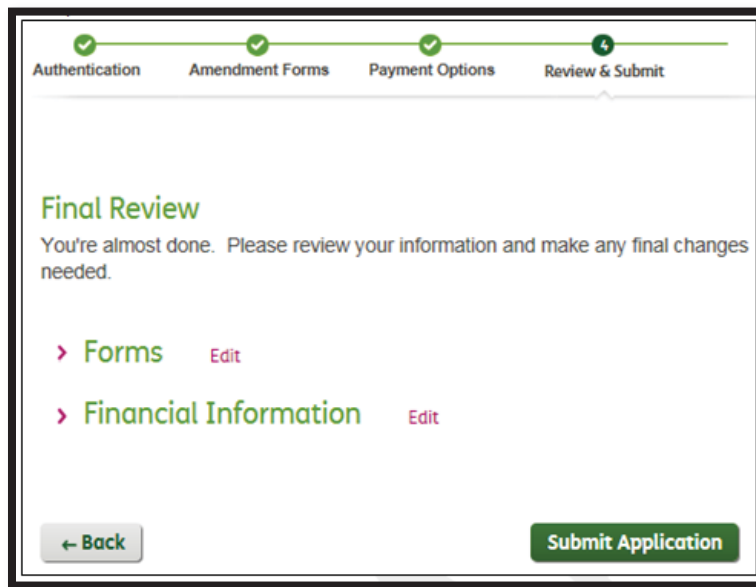 4
Authentication Amendment Forms Payment Options Review & Submit
Final Review
You're almost done. Please review your information and make any final changes
needed.
> Forms Edit
> Financial Information Edit
← Back Submit Application